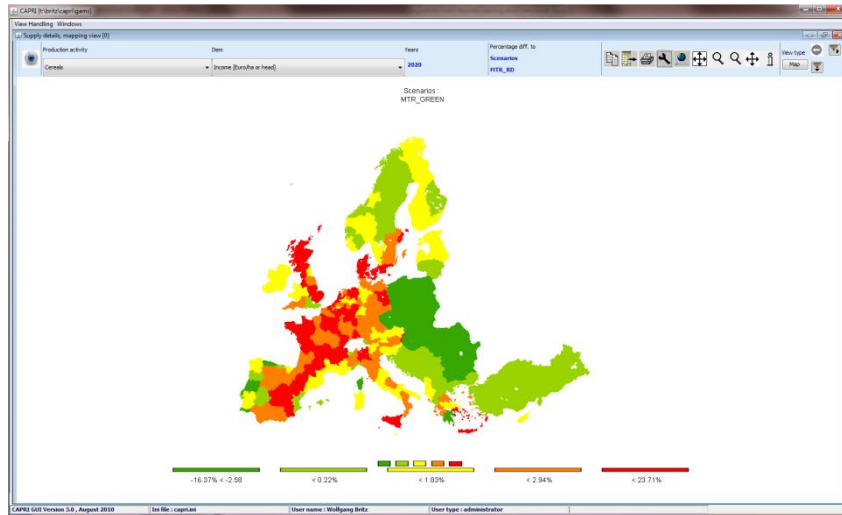 CAPRI [t:\britz\capri\gams]
View Handling Windows
Supply details, mapping view [0]
Production activity
Item
Years
Percentage diff. to
Cereals
Income [Euro/ha or head]
2020
Scenarios
MTR_RD
View type
Map
Scenarios :
MTR_GREEN
-16.37% < -2.58
< 0.22%
< 1.83%
< 2.94%
< 23.71%
CAPRI GUI Version 3.0 , August 2010
Ini file : capri.ini
User name : Wolfgang Britz
User type : administrator